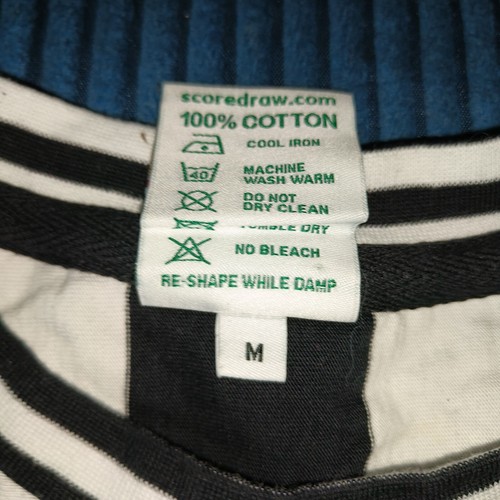 scoredraw.com
100% COTTON
COOL IRON
40
MACHINE
WASH WARM
DO NOT
DRY CLEAN
TUMBLE DRY
NO BLEACH
RE-SHAPE WHILE DAMP
M